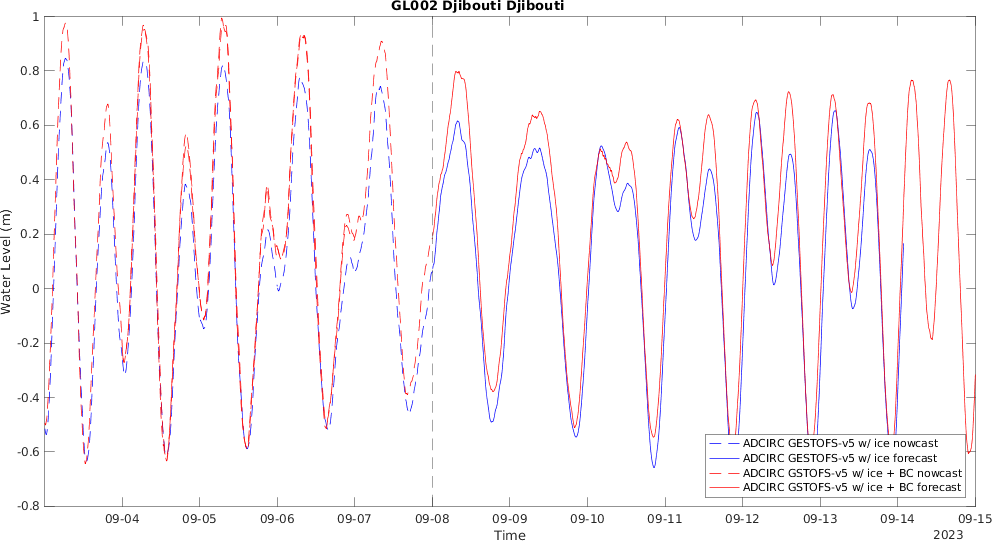 GL002 Djibouti Djibouti
1
0.8
0.6
0.4
0.2
0
-0.2
-0.4
-0.6
-0.8
Water Level (m)
ADCIRC GESTOFS-v5 w/ ice nowcast
ADCIRC GESTOFS-v5 w/ ice forecast
ADCIRC GSTOFS-v5 w/ ice + BC nowcast
ADCIRC GSTOFS-v5 w/ ice + BC forecast
09-04 09-05 09-06 09-07 09-08 09-09 09-10 09-11 09-12 09-13 09-14 09-15
Time
2023